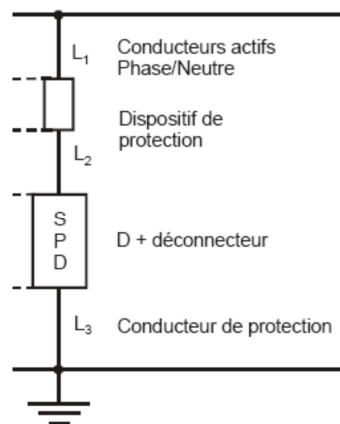 L1
Conducteurs actifs
Phase/Neutre
Dispositif de
protection
L2
S
P
D
D + déconnecteur
L3
Conducteur de protection